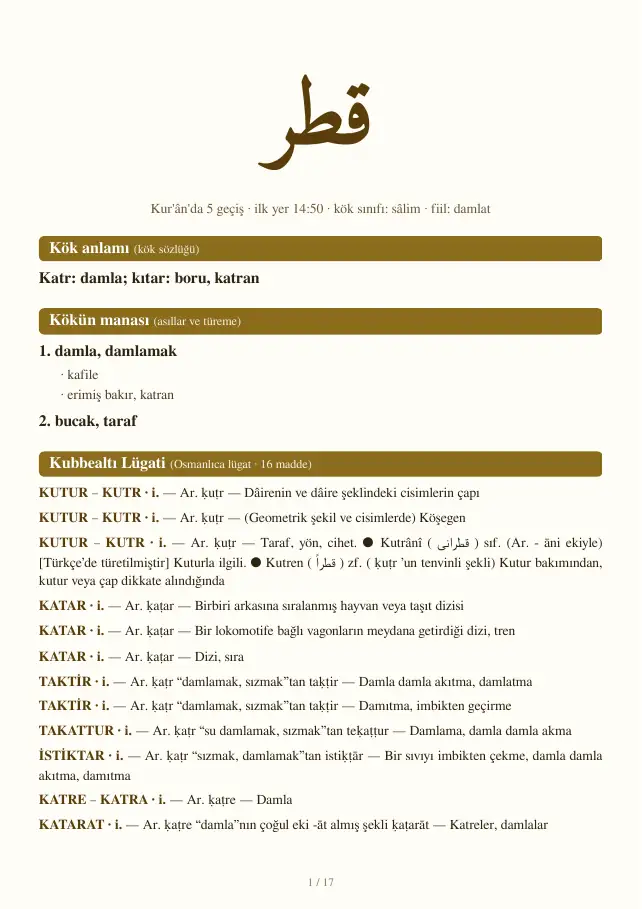 قطر
Kur'ân'da 5 geçiş · ilk yer 14:50 · kök sınıfı: sâlim · fiil: damlat
Kök anlamı (kök sözlüğü)
Katr: damla; kıtar: boru, katran
Kökün manası (asıllar ve türeme)
1. damla, damlamak
· kafile
· erimiş bakır, katran
2. bucak, taraf
Kubbealtı Lügati (Osmanlıca lügat · 16 madde)
KUTUR – KUTR · i. — Ar. ḳuṭr — Dâirenin ve dâire şeklindeki cisimlerin çapı
KUTUR – KUTR · i. — Ar. ḳuṭr — (Geometrik şekil ve cisimlerde) Köşegen
KUTUR – KUTR · i. — Ar. ḳuṭr — Taraf, yön, cihet. ● Kutrânî ( قطرانى ) sıf. (Ar. - āni ekiyle)
[Türkçe’de türetilmiştir] Kuturla ilgili. ● Kutren ( قطراً ) zf. ( ḳuṭr ’un tenvinli şekli) Kutur bakımından,
kutur veya çap dikkate alındığında
KATAR · i. — Ar. ḳaṭar — Birbiri arkasına sıralanmış hayvan veya taşıt dizisi
KATAR · i. — Ar. ḳaṭar — Bir lokomotife bağlı vagonların meydana getirdiği dizi, tren
KATAR · i. — Ar. ḳaṭar — Dizi, sıra
TAKTİR · i. — Ar. ḳaṭr “damlamak, sızmak”tan taḳṭir — Damla damla akıtma, damlatma
TAKTİR · i. — Ar. ḳaṭr “damlamak, sızmak”tan taḳṭir — Damıtma, imbikten geçirme
TAKATTUR · i. — Ar. ḳaṭr “su damlamak, sızmak”tan teḳaṭṭur — Damlama, damla damla akma
İSTİKTAR · i. — Ar. ḳaṭr “sızmak, damlamak”tan istiḳṭār — Bir sıvıyı imbikten çekme, damla damla
akıtma, damıtma
KATRE – KATRA · i. — Ar. ḳaṭre — Damla
KATARAT · i. — Ar. ḳaṭre “damla”nın çoğul eki -āt almış şekli ḳaṭarāt — Katreler, damlalar
1 / 17